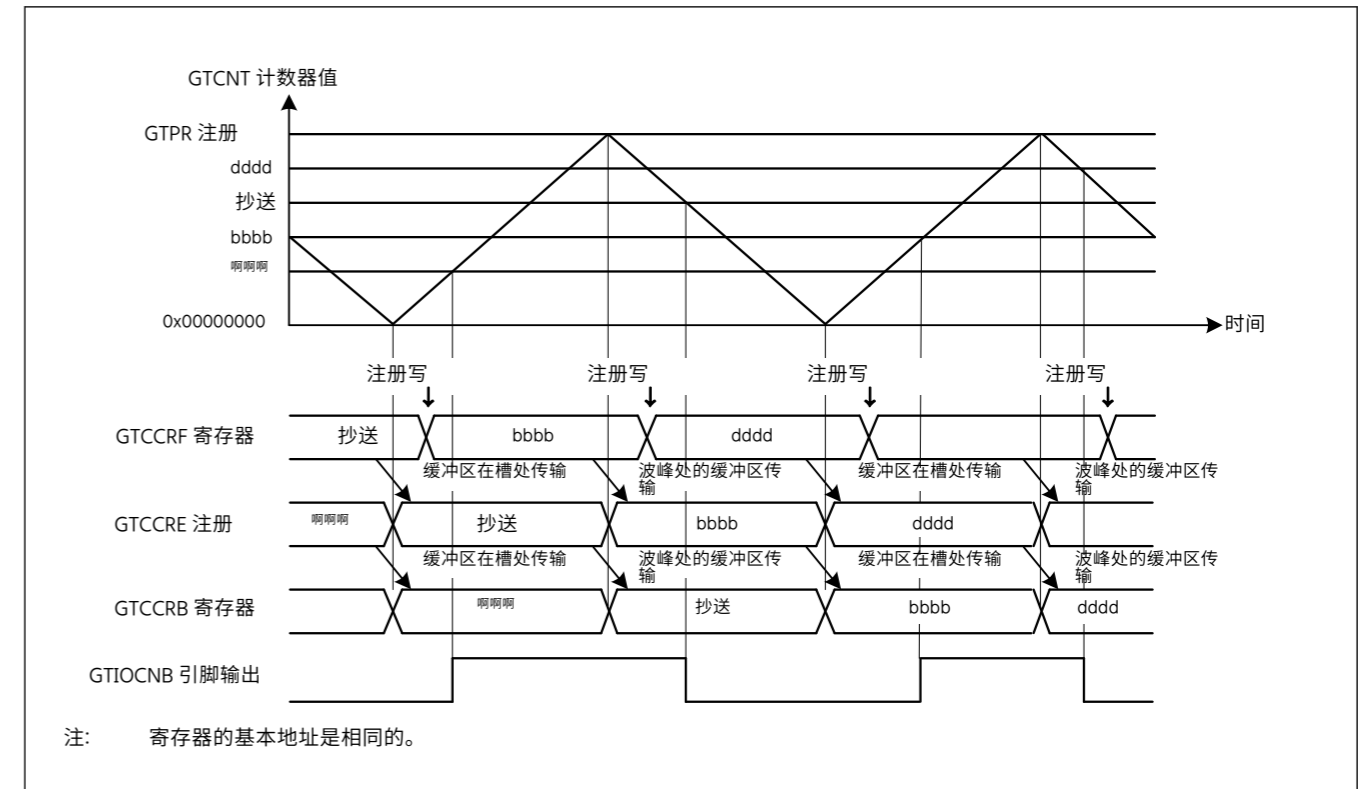 GTCNT 计数器值
GTPR 注册
dddd
抄送
bbbb
啊啊啊
0x00000000
时间
注册写 注册写 注册写 注册写
GTCCRF 寄存器 抄送 bbbb dddd
缓冲区在槽处传输 波峰处的缓冲区传 缓冲区在槽处传输 波峰处的缓冲区传
输 输
GTCCRE 注册 啊啊啊 抄送 bbbb dddd
缓冲区在槽处传输 波峰处的缓冲区传 缓冲区在槽处传输 波峰处的缓冲区传
输 输
GTCCRB 寄存器 啊啊啊 抄送 bbbb dddd
GTIOCNB 引脚输出
注: 寄存器的基本地址是相同的。